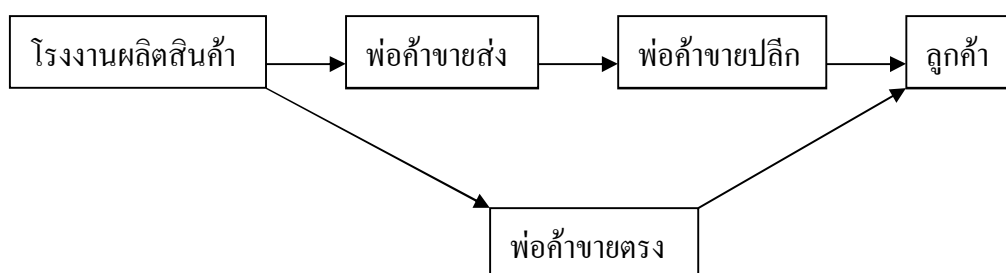 โรงงานผลิตสินค้า
พ่อค้าขายส่ง
พ่อค้าขายปลีก
ลูกค้า
พ่อค้าขายตรง